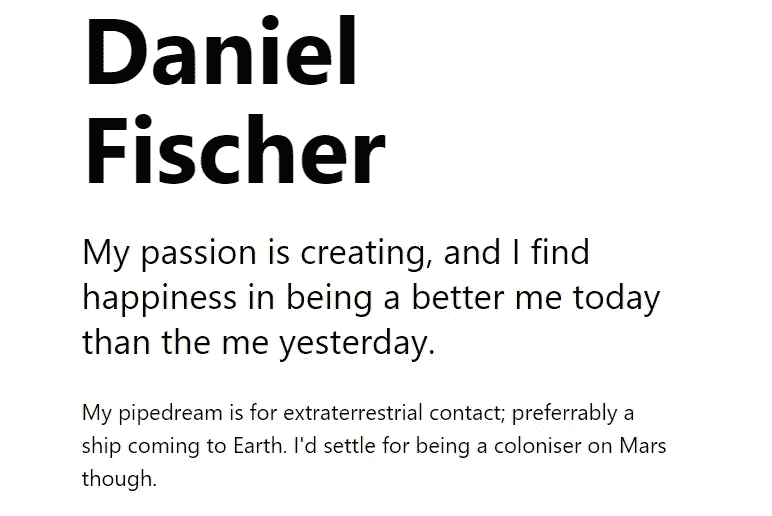 Daniel
Fischer
My passion is creating, and I find
happiness in being a better me today
than the me yesterday.
My pipedream is for extraterrestrial contact; preferrably a
ship coming to Earth. I'd settle for being a coloniser on Mars
though.